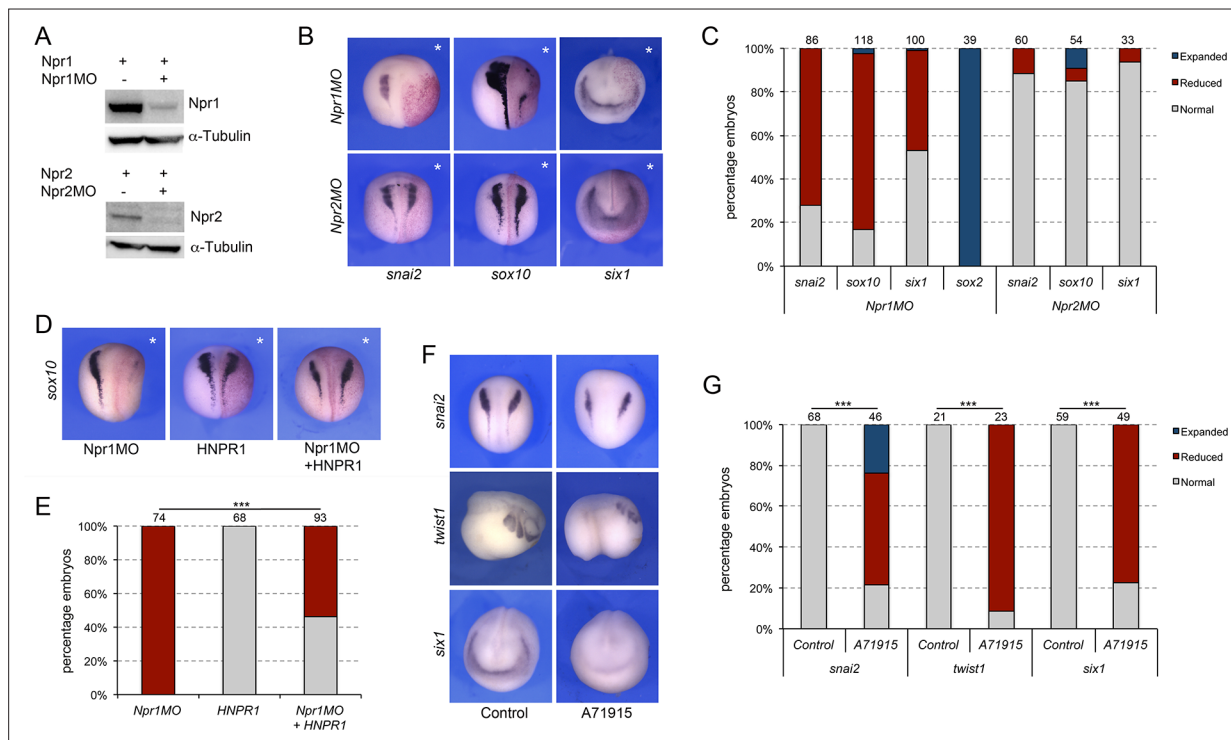 A
Npr1 + +
Npr1MO - +
Npr1
α-Tubulin
Npr2 + +
Npr2MO - +
Npr2
α-Tubulin
B
Npr1MO
* * *
Npr2MO
* * *
snai2 sox10 six1
C
percentage embryos
100%
80%
60%
40%
20%
0%
86 118 100 39 60 54 33
snai2 sox10 six1 sox2 snai2 sox10 six1
Npr1MO Npr2MO
Expanded
Reduced
Normal
D
sox10
* * *
Npr1MO HNPR1 Npr1MO
+HNPR1
E
percentage embryos
100%
80%
60%
40%
20%
0%
***
74 68 93
Npr1MO HNPR1 Npr1MO
+ HNPR1
F
snai2
twist1
six1
Control A71915
G
percentage embryos
100%
80%
60%
40%
20%
0%
*** *** ***
68 46 21 23 59 49
Control A71915 Control A71915 Control A71915
snai2 twist1 six1
Expanded
Reduced
Normal